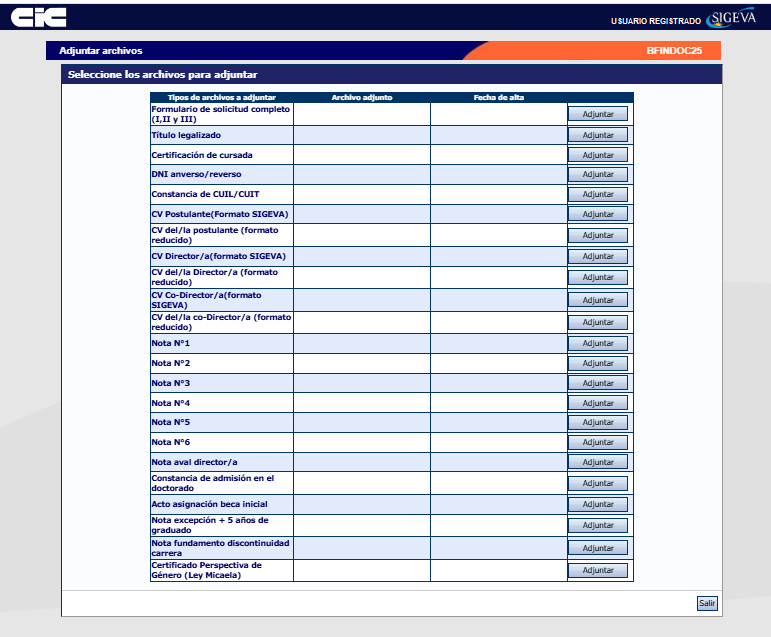 CIC
USUARIO REGISTRADO SIGEVA
Adjuntar archivos BFINDOC25
Seleccione los archivos para adjuntar
Tipos de archivos a adjuntar Archivo adjunto Fecha de alta
Formulario de solicitud completo
(I,II y III) Adjuntar
Título legalizado Adjuntar
Certificación de cursada Adjuntar
DNI anverso/reverso Adjuntar
Constancia de CUIL/CUIT Adjuntar
CV Postulante(Formato SIGEVA) Adjuntar
CV del/la postulante (formato
reducido) Adjuntar
CV Director/a(formato SIGEVA) Adjuntar
CV del/la Director/a (formato
reducido) Adjuntar
CV Co-Director/a(formato
SIGEVA) Adjuntar
CV del/la co-Director/a (formato
reducido) Adjuntar
Nota N°1 Adjuntar
Nota N°2 Adjuntar
Nota N°3 Adjuntar
Nota N°4 Adjuntar
Nota N°5 Adjuntar
Nota N°6 Adjuntar
Nota aval director/a Adjuntar
Constancia de admisión en el
doctorado Adjuntar
Acto asignación beca inicial Adjuntar
Nota excepción + 5 años de
graduado Adjuntar
Nota fundamento discontinuidad
carrera Adjuntar
Certificado Perspectiva de
Género (Ley Micaela) Adjuntar
Salir